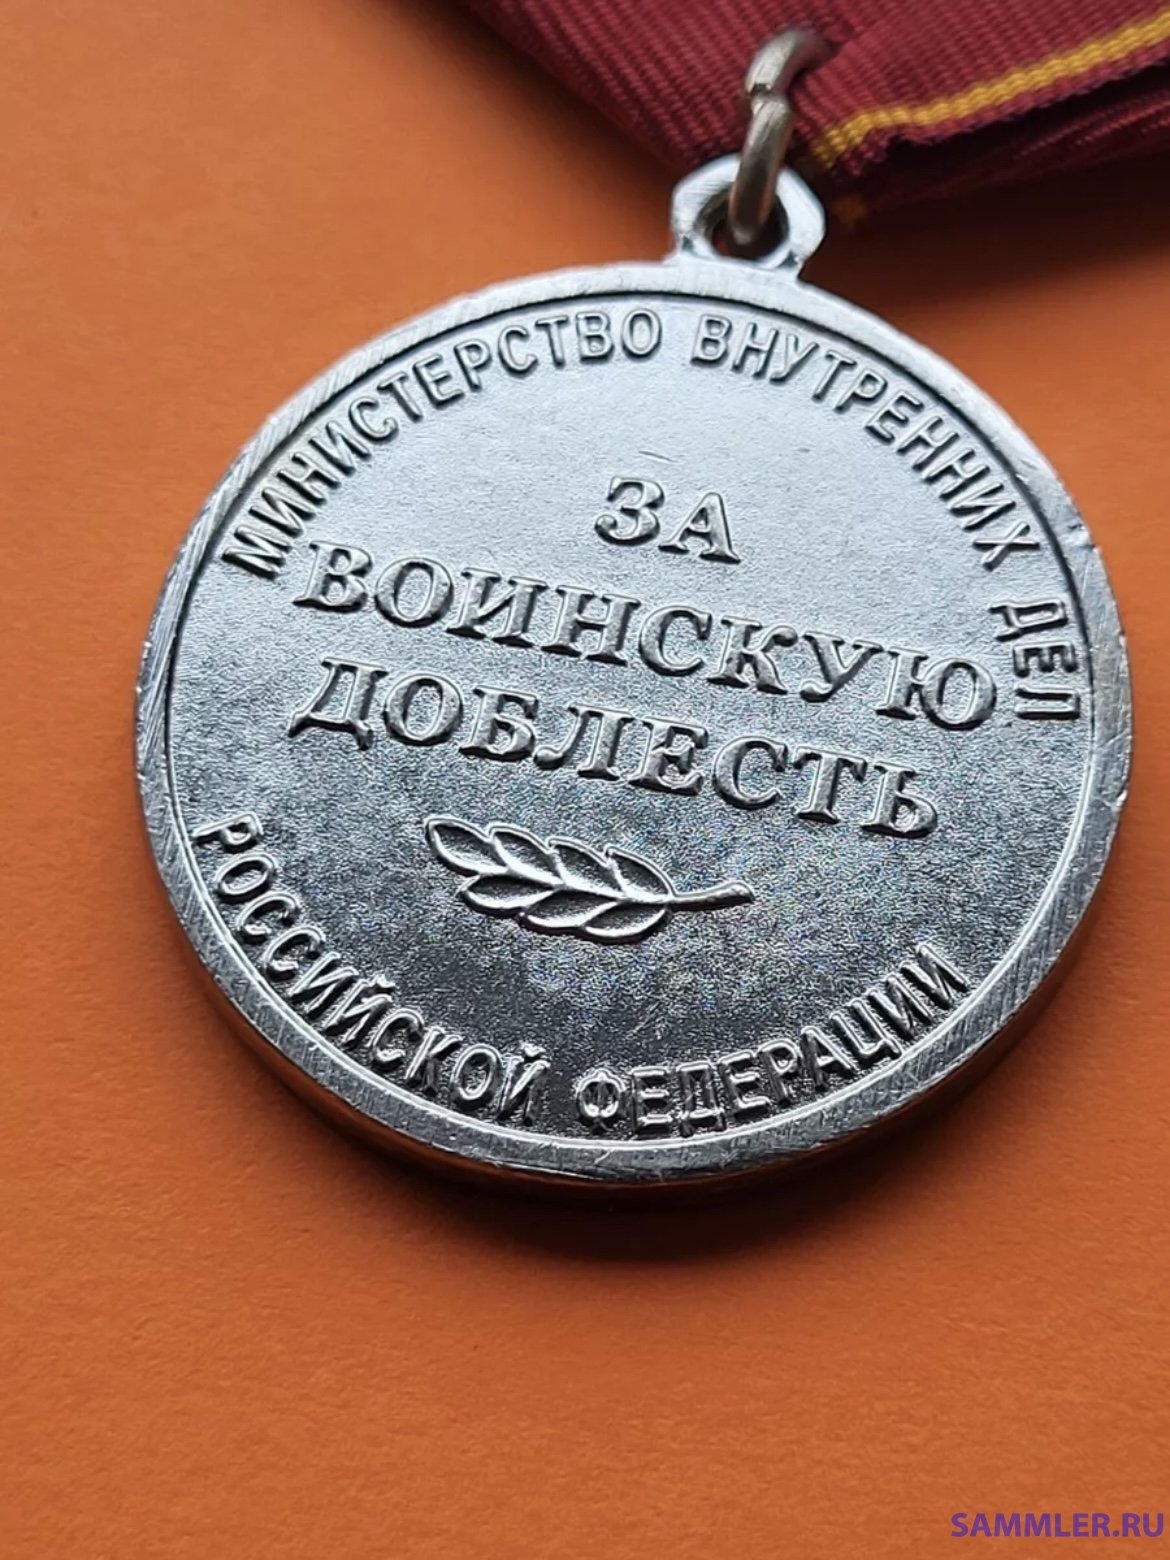 МИНИСТЕРСТВО ВНУТРЕННИХ ДЕЛ
ЗА
ВОИНСКУЮ
ДОБЛЕСТЬ
РОССИЙСКОЙ ФЕДЕРАЦИИ
SAMMLER.RU